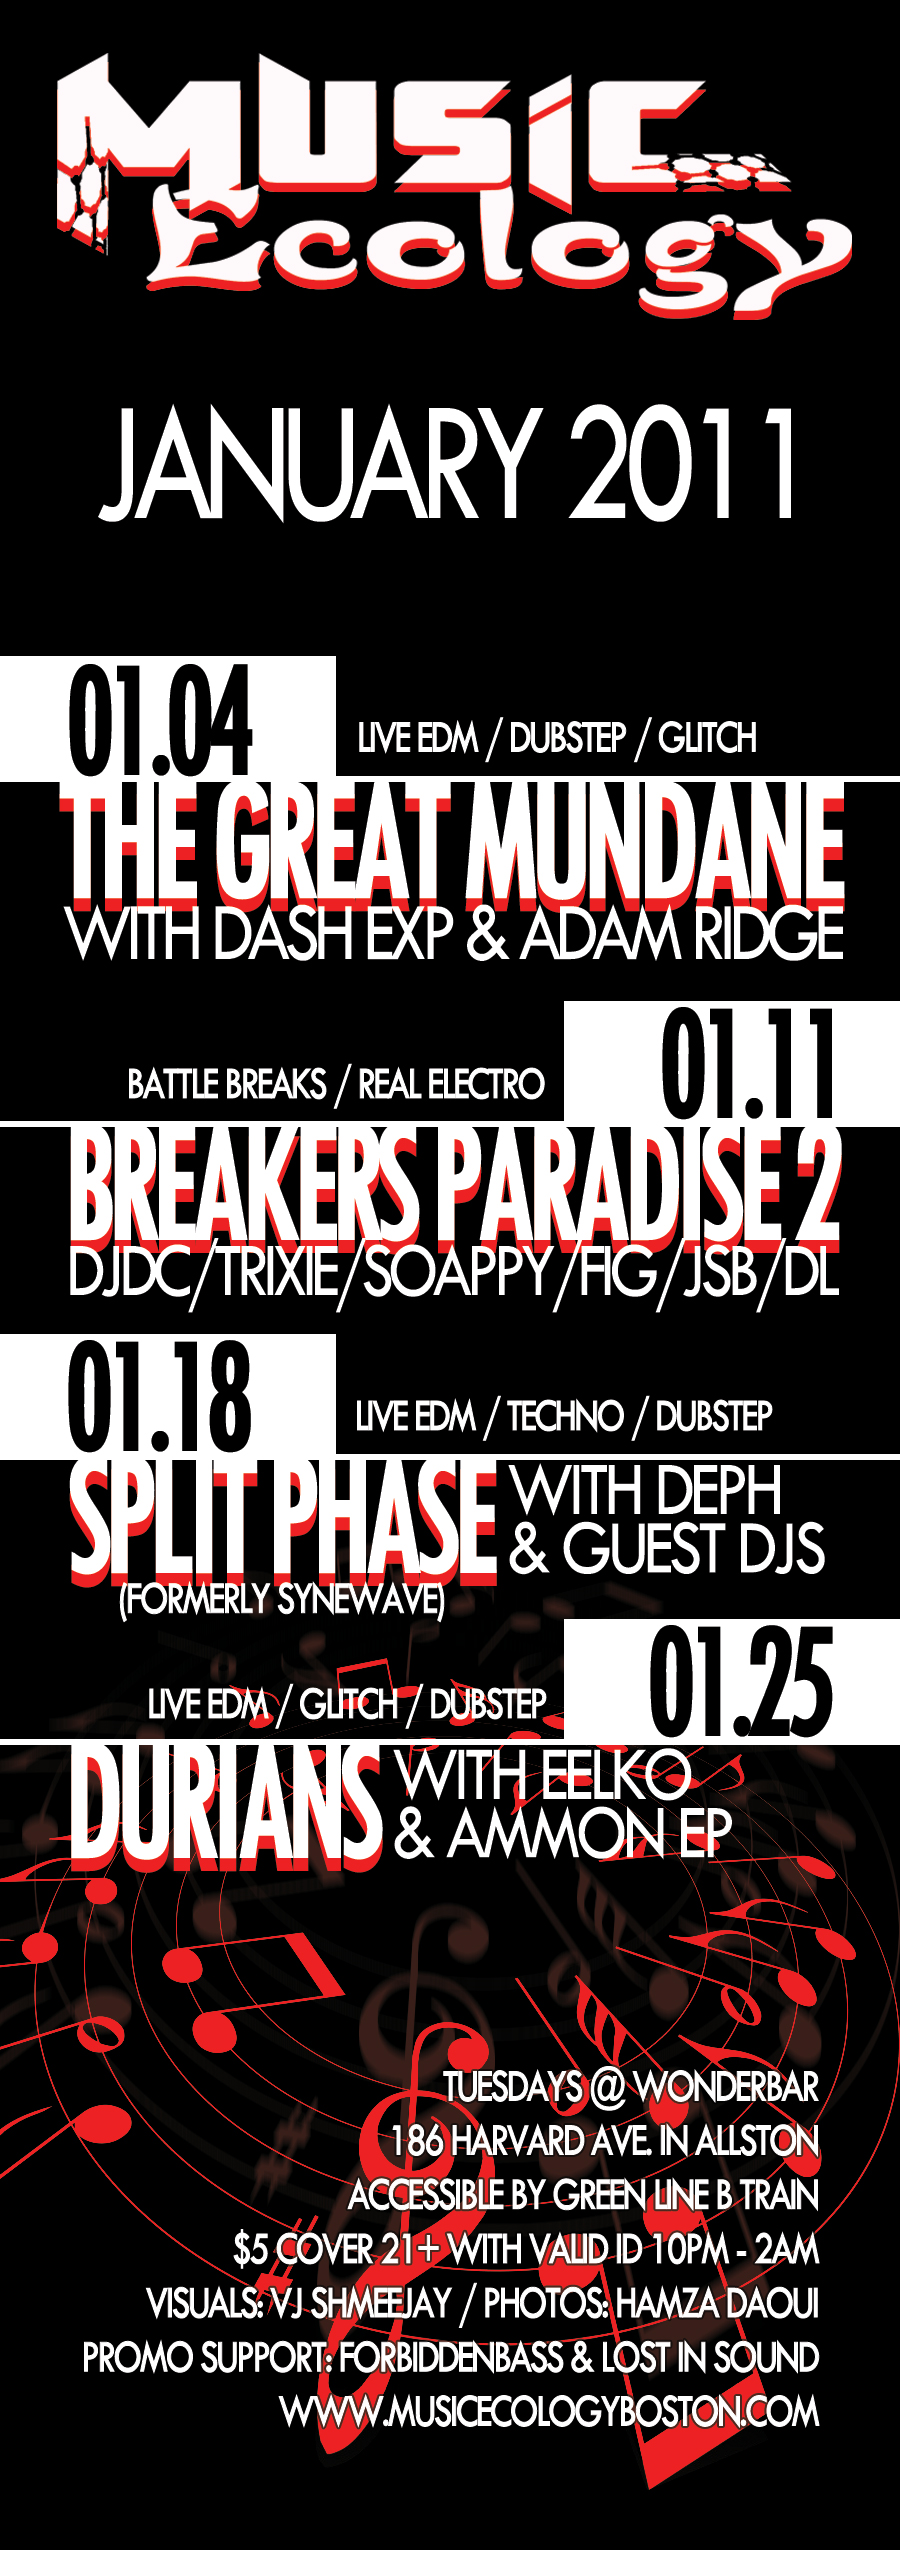 Music
Ecology
JANUARY 2011
01.04
LIVE EDM / DUBSTEP / GLITCH
THE GREAT MUNDANE
WITH DASH EXP & ADAM RIDGE
BATTLE BREAKS / REAL ELECTRO
01.11
BREAKERS PARADISE 2
DJDC/TRIXIE/SOAPPY/FIG/JSB/DL
01.18
LIVE EDM / TECHNO / DUBSTEP
SPLIT PHASE
WITH DEPH
& GUEST DJS
(FORMERLY SYNEWAVE)
LIVE EDM / GLITCH / DUBSTEP
01.25
DURIANS
WITH EELKO
& AMMON EP
TUESDAYS @ WONDERBAR
186 HARVARD AVE. IN ALLSTON
ACCESSIBLE BY GREEN LINE B TRAIN
$5 COVER 21+ WITH VALID ID 10PM - 2AM
VISUALS: VJ SHMEEJAY / PHOTOS: HAMZA DAOUI
PROMO SUPPORT: FORBIDDENBASS & LOST IN SOUND
WWW.MUSICECOLOGYBOSTON.COM